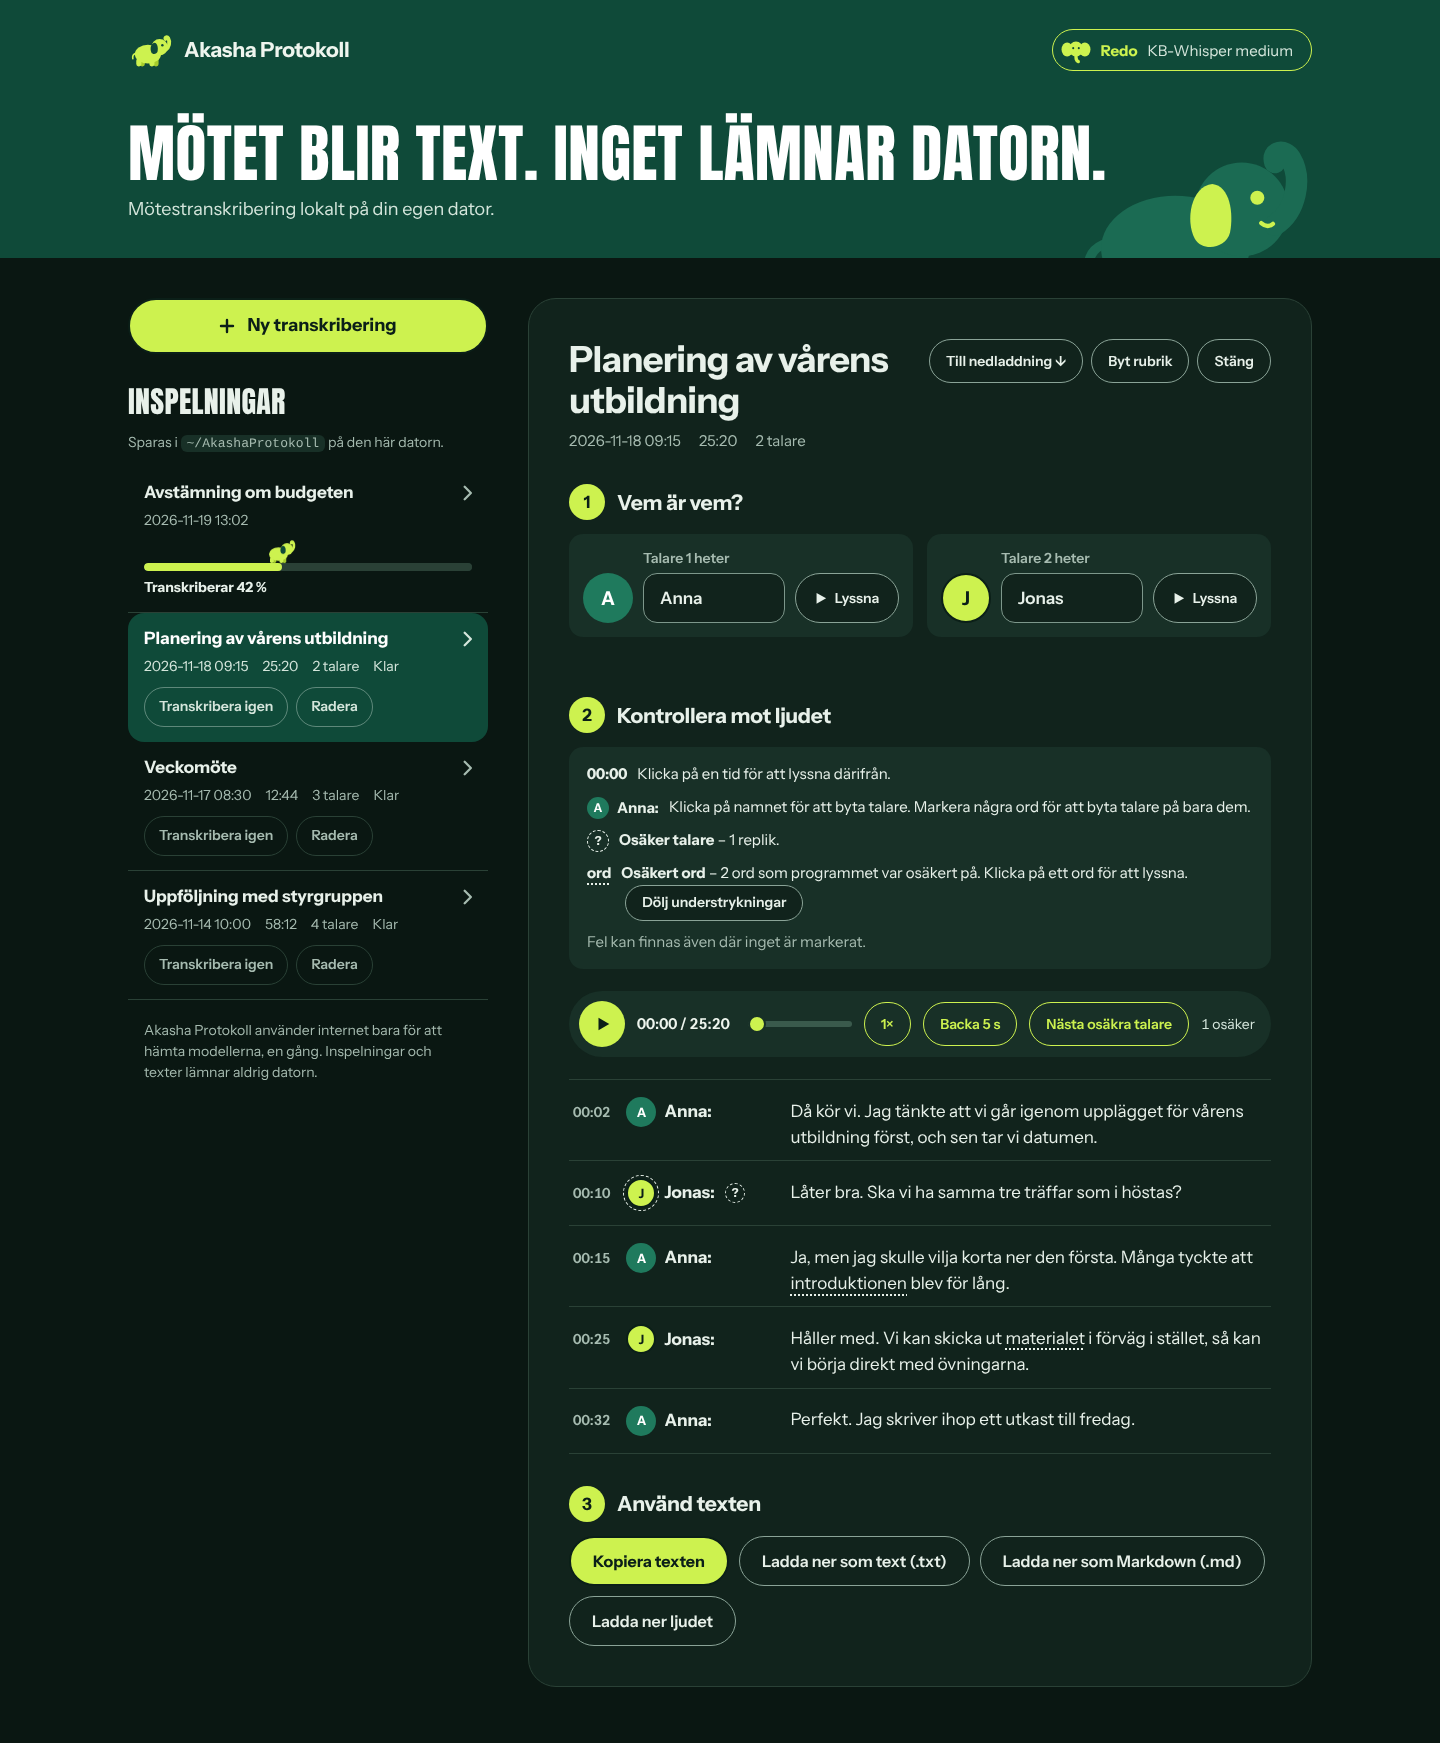 Akasha Protokoll
Redo KB-Whisper medium
MÖTET BLIR TEXT. INGET LÄMNAR DATORN.
Mötestranskribering lokalt på din egen dator.
+ Ny transkribering
INSPELNINGAR
Sparas i ~/AkashaProtokoll på den här datorn.
Avstämning om budgeten
2026-11-19 13:02
Transkriberar 42 %
Planering av vårens utbildning
2026-11-18 09:15 25:20 2 talare Klar
Transkribera igen Radera
Veckomöte
2026-11-17 08:30 12:44 3 talare Klar
Transkribera igen Radera
Uppföljning med styrgruppen
2026-11-14 10:00 58:12 4 talare Klar
Transkribera igen Radera
Akasha Protokoll använder internet bara för att
hämta modellerna, en gång. Inspelningar och
texter lämnar aldrig datorn.
Planering av vårens
utbildning
Till nedladdning ↓ Byt rubrik Stäng
2026-11-18 09:15 25:20 2 talare
1 Vem är vem?
Talare 1 heter
A Anna Lyssna
Talare 2 heter
J Jonas Lyssna
2 Kontrollera mot ljudet
00:00 Klicka på en tid för att lyssna därifrån.
A Anna: Klicka på namnet för att byta talare. Markera några ord för att byta talare på bara dem.
? Osäker talare – 1 replik.
ord Osäkert ord – 2 ord som programmet var osäkert på. Klicka på ett ord för att lyssna.
Dölj understrykningar
Fel kan finnas även där inget är markerat.
00:00 / 25:20 1× Backa 5 s Nästa osäkra talare 1 osäker
00:02 A Anna: Då kör vi. Jag tänkte att vi går igenom upplägget för vårens
utbildning först, och sen tar vi datumen.
00:10 J Jonas: ? Låter bra. Ska vi ha samma tre träffar som i höstas?
00:15 A Anna: Ja, men jag skulle vilja korta ner den första. Många tyckte att
introduktionen blev för lång.
00:25 J Jonas: Håller med. Vi kan skicka ut materialet i förväg i stället, så kan
vi börja direkt med övningarna.
00:32 A Anna: Perfekt. Jag skriver ihop ett utkast till fredag.
3 Använd texten
Kopiera texten Ladda ner som text (.txt) Ladda ner som Markdown (.md)
Ladda ner ljudet